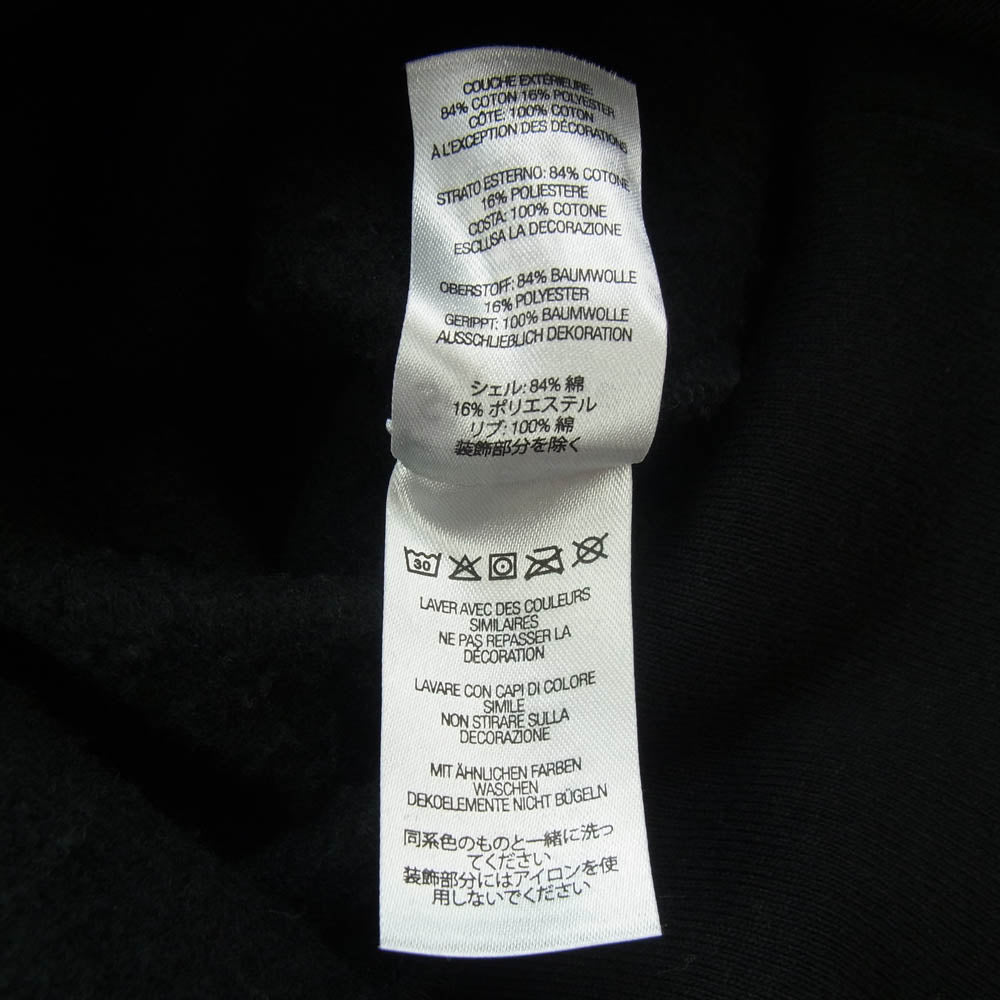 COUCHE EXTÉRIEURE:
84% COTON 16% POLYESTER
CÔTE: 100% COTON
À L'EXCEPTION DES DÉCORATIONS
STRATO ESTERNO: 84% COTONE
16% POLIESTERE
COSTA: 100% COTONE
ESCLUSA LA DECORAZIONE
OBERSTOFF: 84% BAUMWOLLE
16% POLYESTER
GERIPPT: 100% BAUMWOLLE
AUSSCHLIEBLICH DEKORATION
シェル: 84% 綿
16% ポリエステル
リブ: 100% 綿
装飾部分を除く
30
LAVER AVEC DES COULEURS
SIMILAIRES
NE PAS REPASSER LA
DÉCORATION
LAVARE CON CAPI DI COLORE
SIMILE
NON STIRARE SULLA
DECORAZIONE
MIT ÄHNLICHEN FARBEN
WASCHEN
DEKOELEMENTE NICHT BÜGELN
同系色のものと一緒に洗っ
てください
装飾部分にはアイロンを使
用しないでください